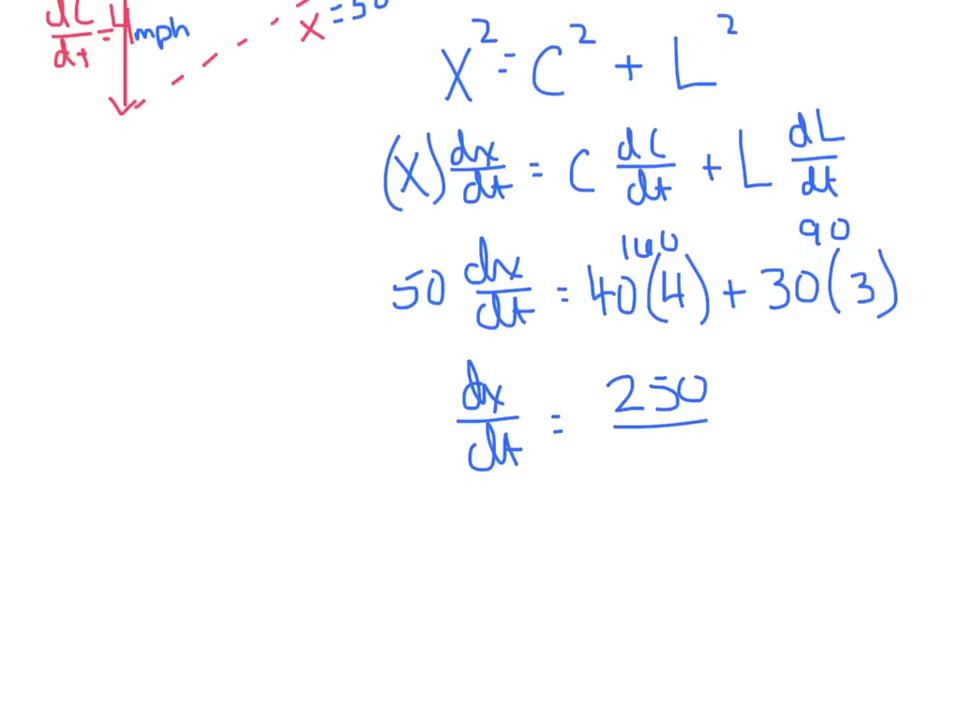 dC/dt = 4 mph
x = 50
X² = C² + L²
(X) dx/dt = C dC/dt + L dL/dt
160 90
50 dx/dt = 40(4) + 30(3)
dx/dt = 250/